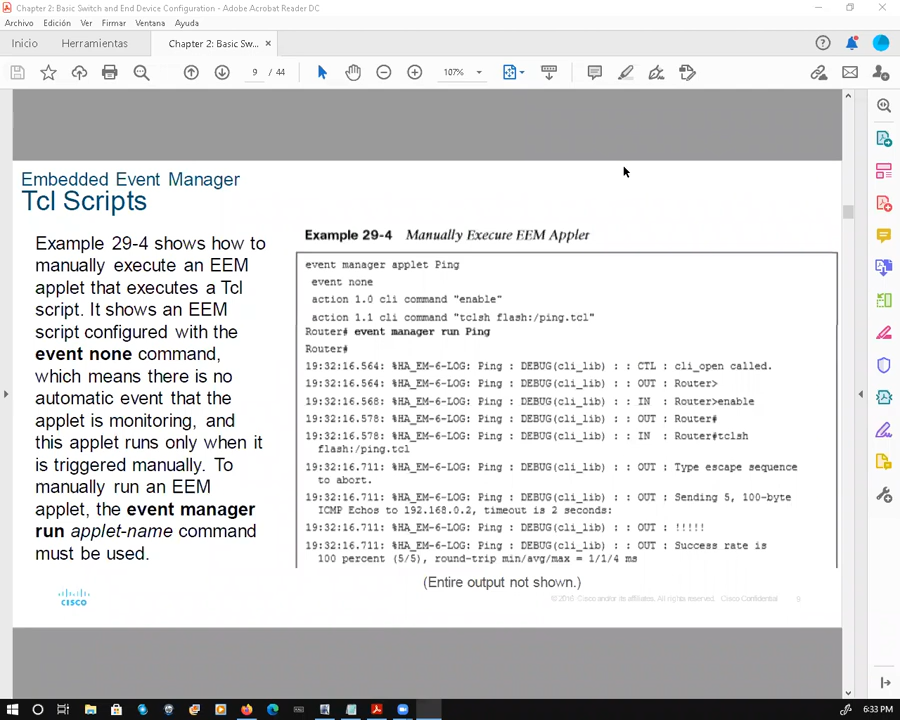 Chapter 2: Basic Switch and End Device Configuration - Adobe Acrobat Reader DC
Archivo Edición Ver Firmar Ventana Ayuda
Inicio Herramientas Chapter 2: Basic Sw... ×
9 / 44 107%
Embedded Event Manager
Tcl Scripts
Example 29-4 shows how to
manually execute an EEM
applet that executes a Tcl
script. It shows an EEM
script configured with the
event none command,
which means there is no
automatic event that the
applet is monitoring, and
this applet runs only when it
is triggered manually. To
manually run an EEM
applet, the event manager
run applet-name command
must be used.
Example 29-4 Manually Execute EEM Applet
event manager applet Ping
event none
action 1.0 cli command "enable"
action 1.1 cli command "tclsh flash:/ping.tcl"
Router# event manager run Ping
Router#
19:32:16.564: %HA_EM-6-LOG: Ping : DEBUG(cli_lib) : : CTL : cli_open called.
19:32:16.564: %HA_EM-6-LOG: Ping : DEBUG(cli_lib) : : OUT : Router>
19:32:16.568: %HA_EM-6-LOG: Ping : DEBUG(cli_lib) : : IN : Router>enable
19:32:16.578: %HA_EM-6-LOG: Ping : DEBUG(cli_lib) : : OUT : Router#
19:32:16.578: %HA_EM-6-LOG: Ping : DEBUG(cli_lib) : : IN : Router#tclsh
flash:/ping.tcl
19:32:16.711: %HA_EM-6-LOG: Ping : DEBUG(cli_lib) : : OUT : Type escape sequence
to abort.
19:32:16.711: %HA_EM-6-LOG: Ping : DEBUG(cli_lib) : : OUT : Sending 5, 100-byte
ICMP Echos to 192.168.0.2, timeout is 2 seconds:
19:32:16.711: %HA_EM-6-LOG: Ping : DEBUG(cli_lib) : : OUT : !!!!!
19:32:16.711: %HA_EM-6-LOG: Ping : DEBUG(cli_lib) : : OUT : Success rate is
100 percent (5/5), round-trip min/avg/max = 1/1/4 ms
(Entire output not shown.)
CISCO
© 2016 Cisco and/or its affiliates. All rights reserved. Cisco Confidential 9
6:33 PM